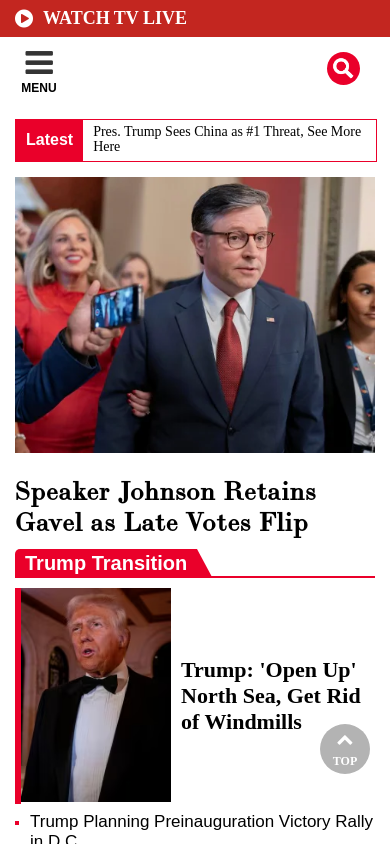 WATCH TV LIVE
MENU
Latest
Pres. Trump Sees China as #1 Threat, See More
Here
Speaker Johnson Retains
Gavel as Late Votes Flip
Trump Transition
Trump: 'Open Up'
North Sea, Get Rid
of Windmills
TOP
Trump Planning Preinauguration Victory Rally
in D.C.